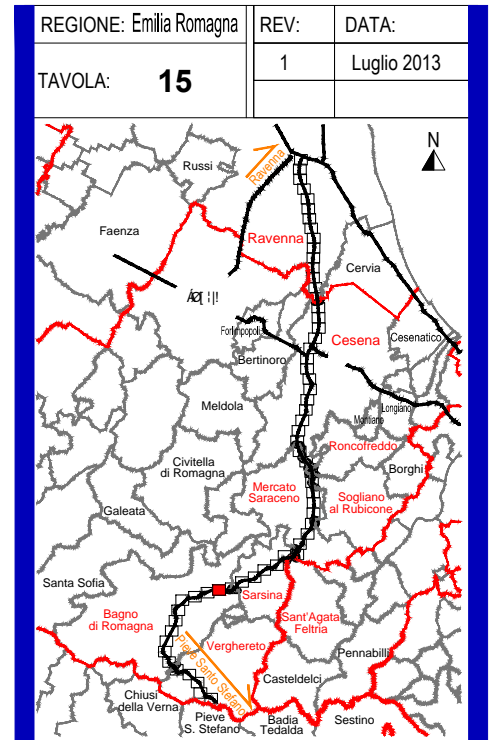 REGIONE: Emilia Romagna
REV:
DATA:
TAVOLA: 15
1
Luglio 2013
N
Russi
Ravenna
Faenza
Ravenna
Cervia
Forlimpopoli
Cesena
Cesenatico
Bertinoro
Meldola
Longiano
Montiano
Roncofreddo
Civitella
di Romagna
Borghi
Mercato
Saraceno
Sogliano
al Rubicone
Galeata
Santa Sofia
Sarsina
Bagno
di Romagna
Sant'Agata
Feltria
Verghereto
Pieve Santo Stefano
Pennabilli
Casteldelci
Chiusi
della Verna
Pieve
S. Stefano
Badia
Tedalda
Sestino